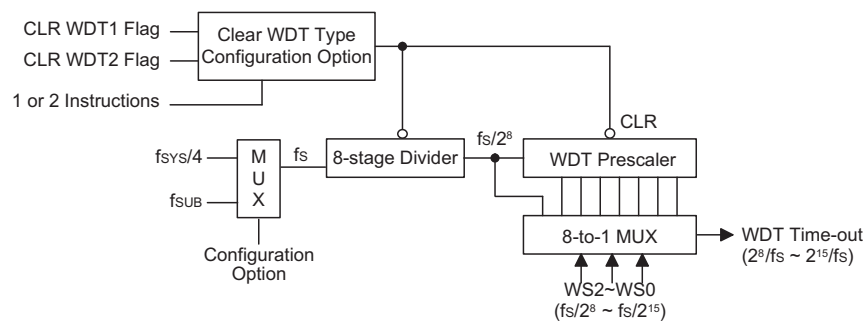 CLR WDT1 Flag
CLR WDT2 Flag
1 or 2 Instructions
Clear WDT Type
Configuration Option
CLR
fSYS/4
fSUB
M
U
X
fS
8-stage Divider
fS/2⁸
WDT Prescaler
Configuration
Option
8-to-1 MUX
WDT Time-out
(2⁸/fS ~ 2¹⁵/fS)
WS2~WS0
(fS/2⁸ ~ fS/2¹⁵)